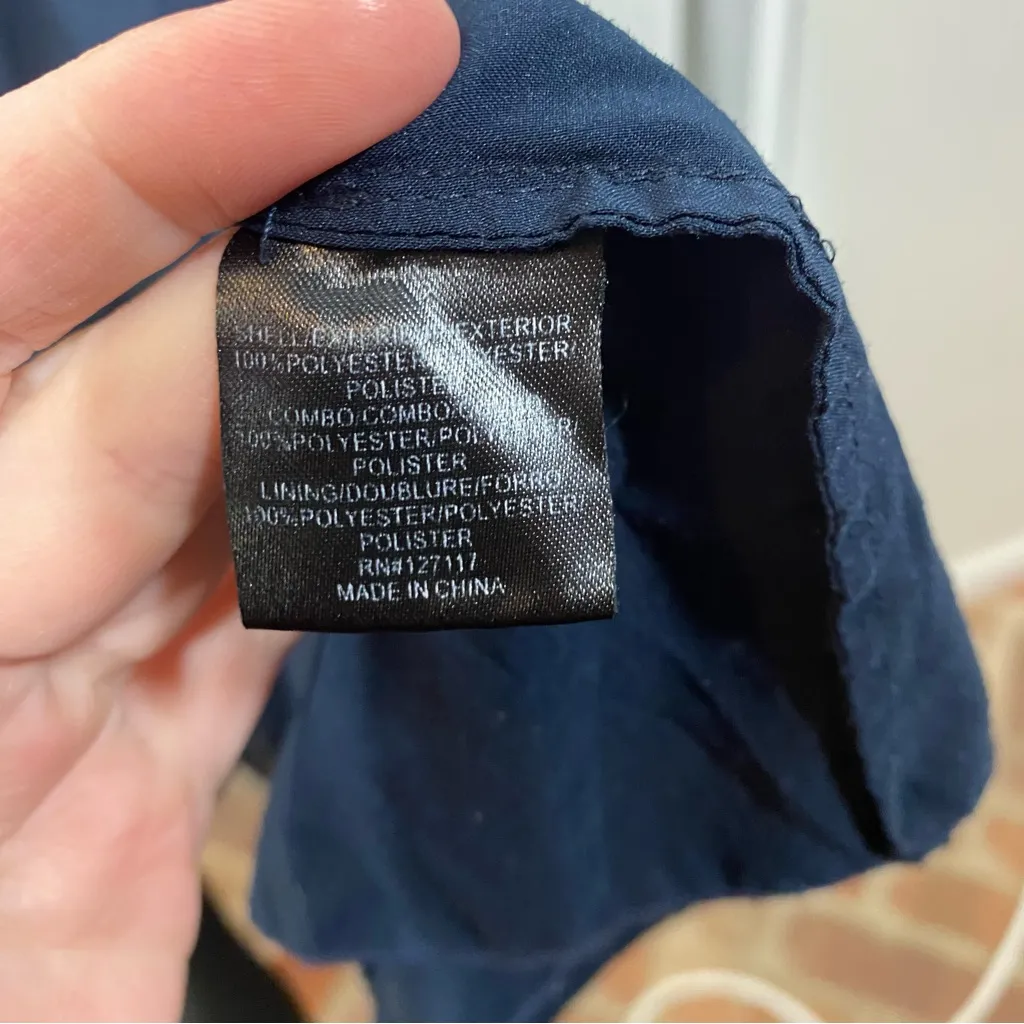 SHELL/EXTERIOR
100%POLYESTER/POLYESTER/
POLISTER
COMBO/COMBO/
100%POLYESTER/
POLISTER
LINING/DOUBLURE/FORRO
100%POLYESTER/POLYESTER/
POLISTER
RN#127117
MADE IN CHINA